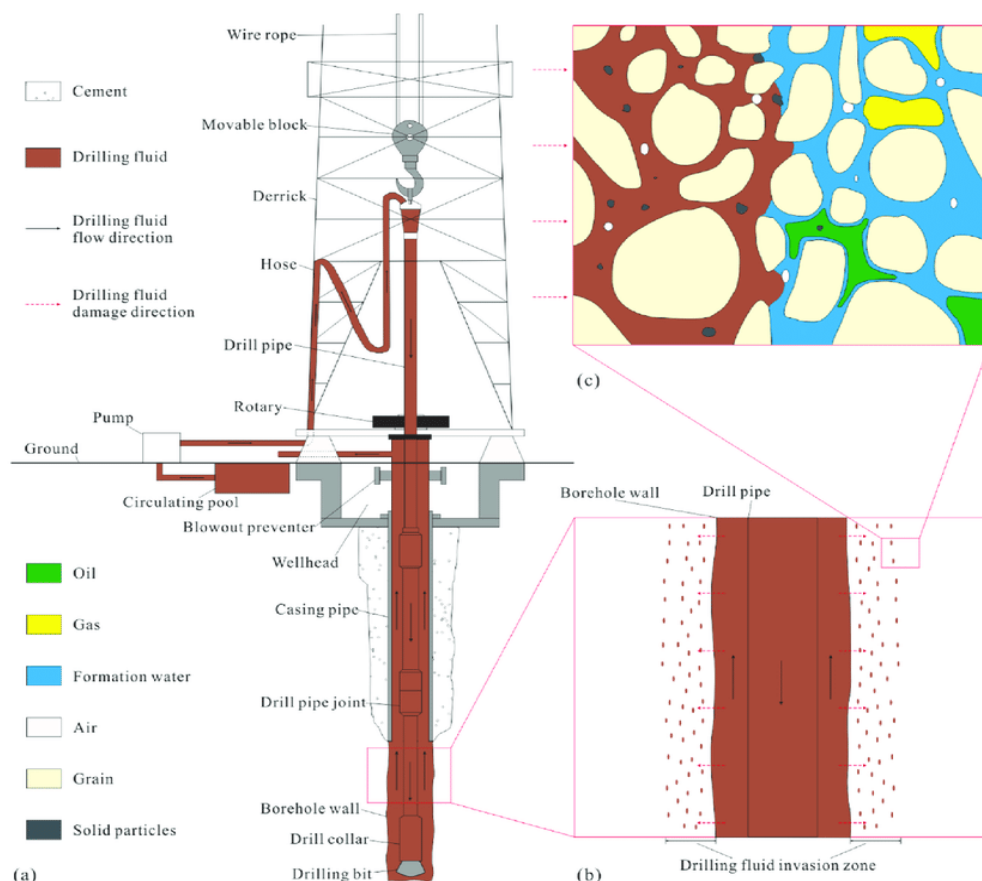 Wire rope
Cement
Movable block
Drilling fluid
Derrick
Drilling fluid
flow direction
Hose
Drilling fluid
damage direction
Drill pipe
(c)
Rotary
Pump
Ground
Circulating pool
Borehole wall
Drill pipe
Blowout preventer
Wellhead
Oil
Casing pipe
Gas
Formation water
Drill pipe joint
Air
Grain
Borehole wall
Solid particles
Drill collar
Drilling fluid invasion zone
(a)
Drilling bit
(b)